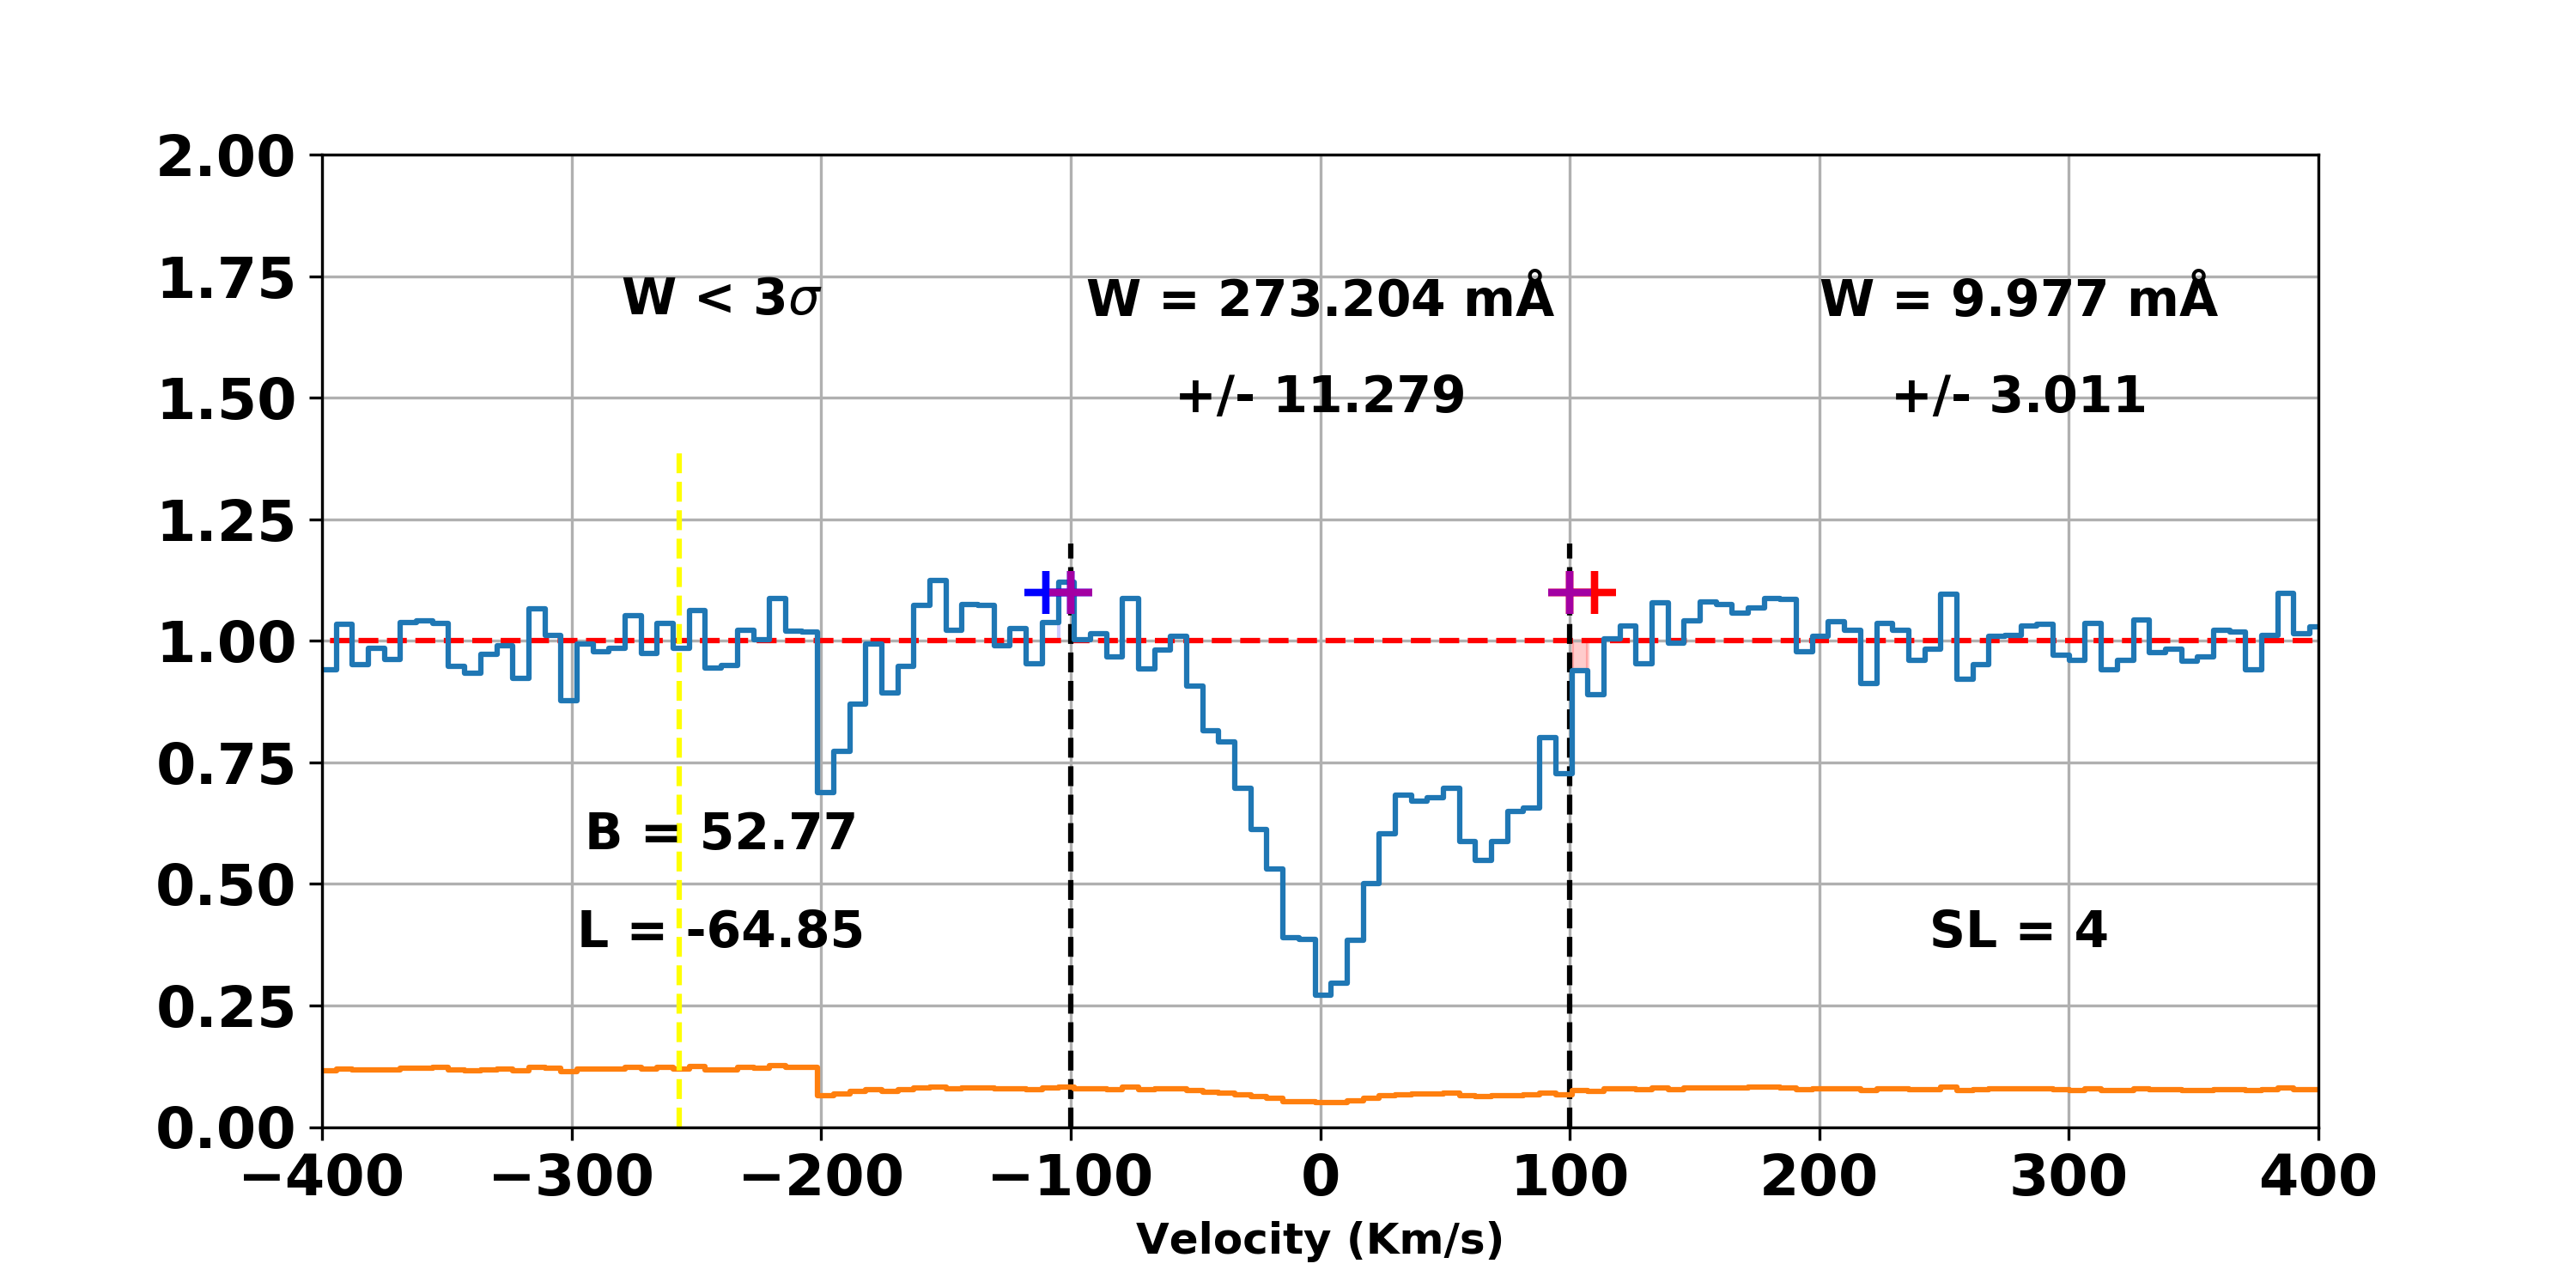 2.00
1.75
1.50
1.25
1.00
0.75
0.50
0.25
0.00
W < 3σ
W = 273.204 mÅ
+/- 11.279
W = 9.977 mÅ
+/- 3.011
B = 52.77
L = -64.85
SL = 4
−400 −300 −200 −100 0 100 200 300 400
Velocity (Km/s)